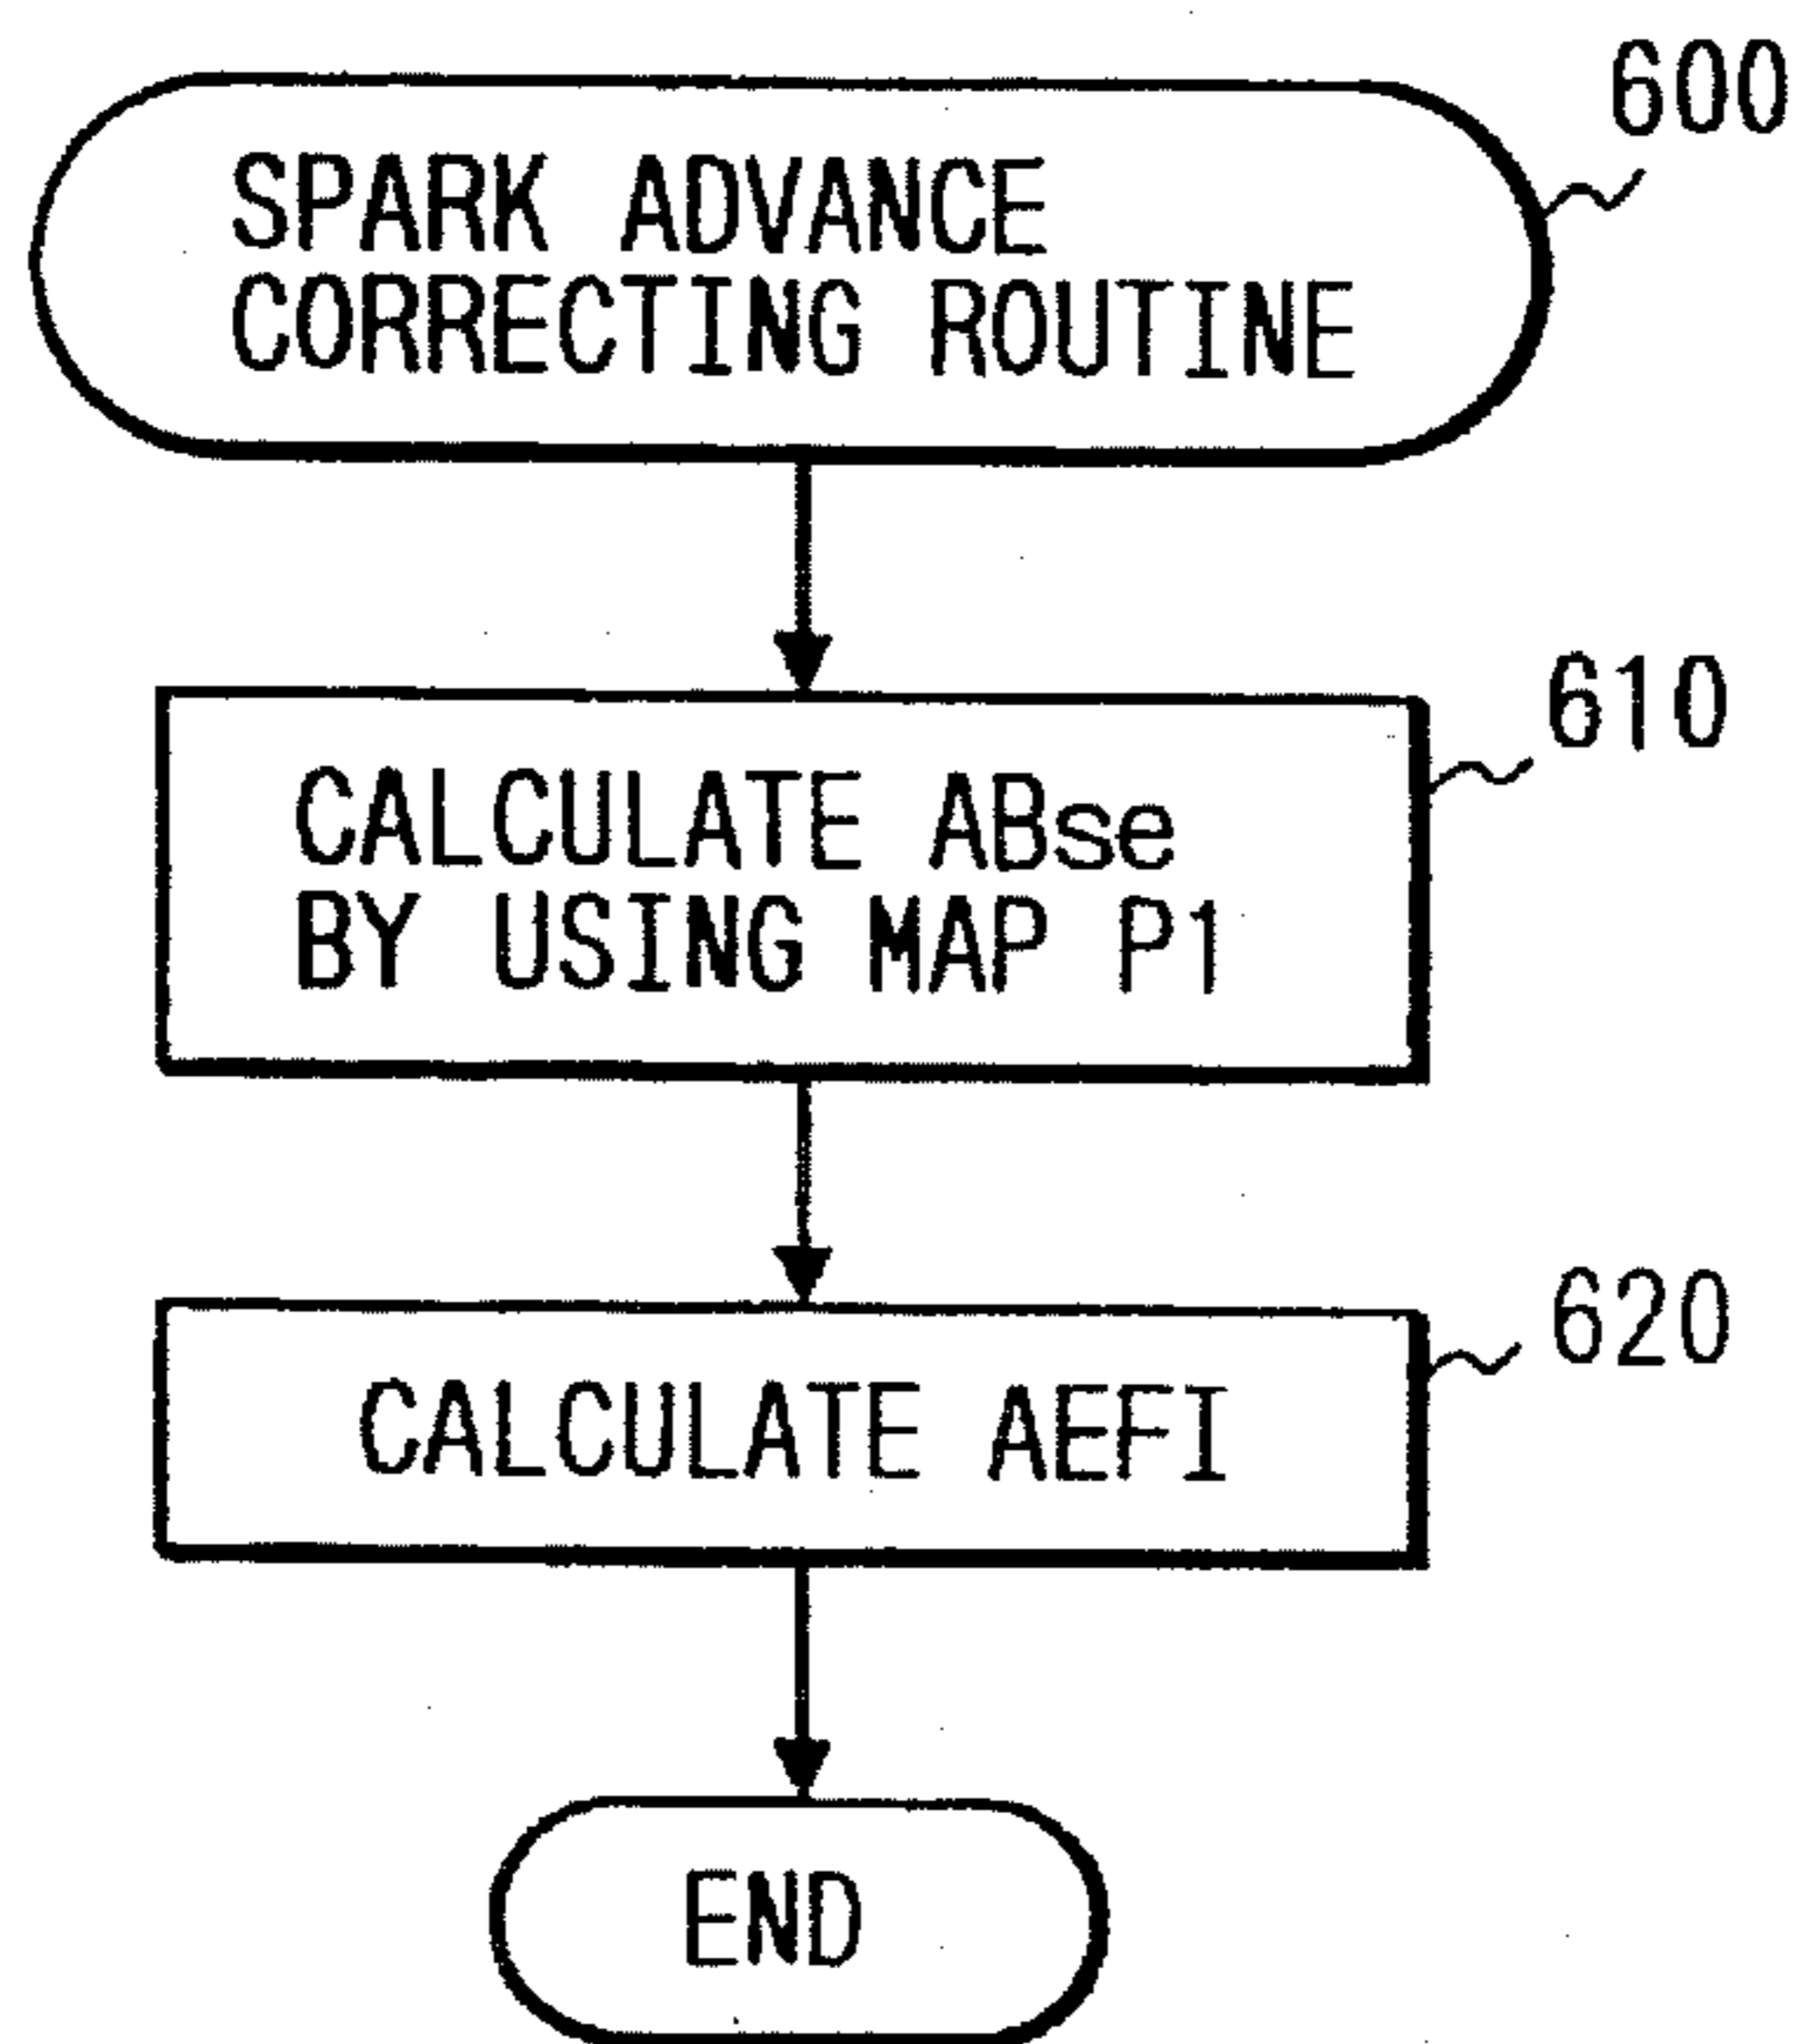 600
SPARK ADVANCE
CORRECTING ROUTINE
610
CALCULATE ABse
BY USING MAP P1
620
CALCULATE AEFI
END